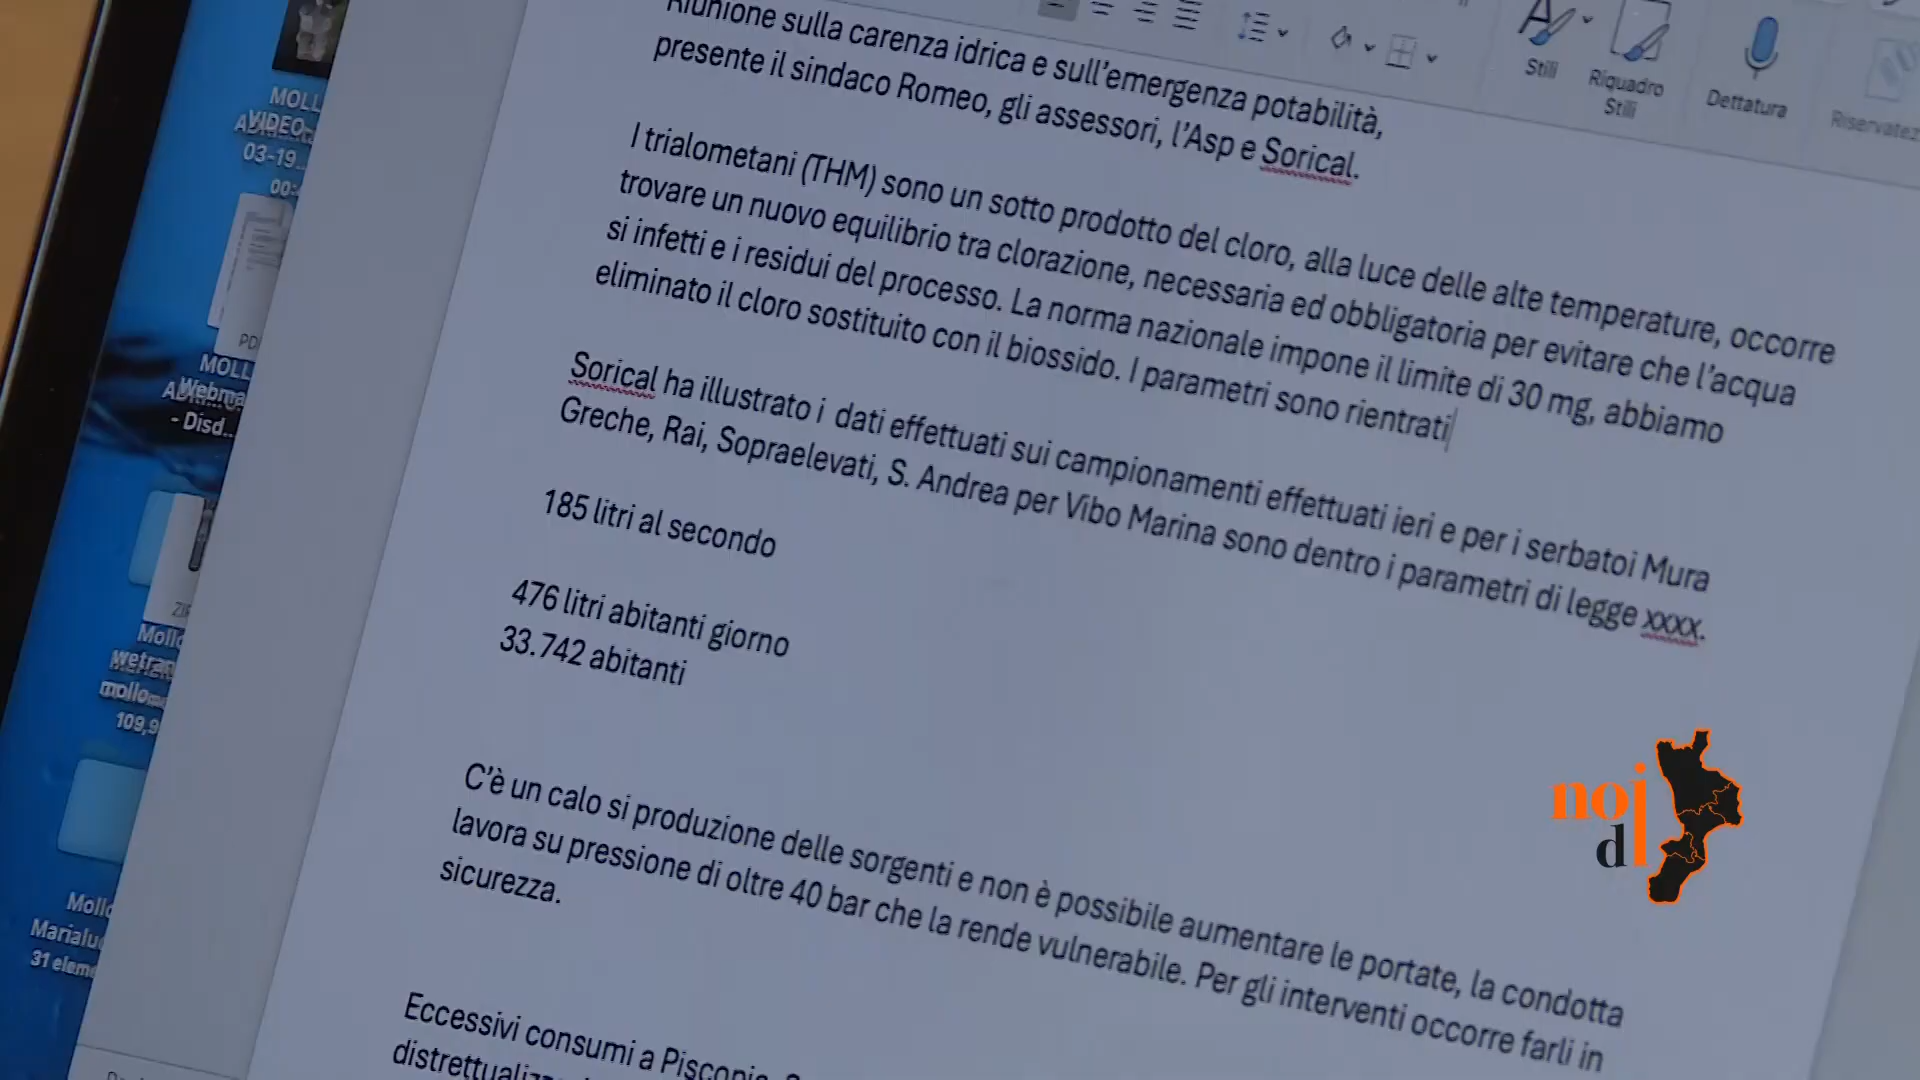 Riunione sulla carenza idrica e sull'emergenza potabilità,
presente il sindaco Romeo, gli assessori, l'Asp e Sorical.
I trialometani (THM) sono un sotto prodotto del cloro, alla luce delle alte temperature, occorre
trovare un nuovo equilibrio tra clorazione, necessaria ed obbligatoria per evitare che l'acqua
si infetti e i residui del processo. La norma nazionale impone il limite di 30 mg, abbiamo
eliminato il cloro sostituito con il biossido. I parametri sono rientrati
Sorical ha illustrato i dati effettuati sui campionamenti effettuati ieri e per i serbatoi Mura
Greche, Rai, Sopraelevati, S. Andrea per Vibo Marina sono dentro i parametri di legge xxxx.
185 litri al secondo
476 litri abitanti giorno
33.742 abitanti
C'è un calo si produzione delle sorgenti e non è possibile aumentare le portate, la condotta
lavora su pressione di oltre 40 bar che la rende vulnerabile. Per gli interventi occorre farli in
sicurezza.
Eccessivi consumi a
Stili
Riquadro
Stili
Dettatura
MOLL
VIDEO
03-19...
MOLL
- Disd...
Marialu
noi
di